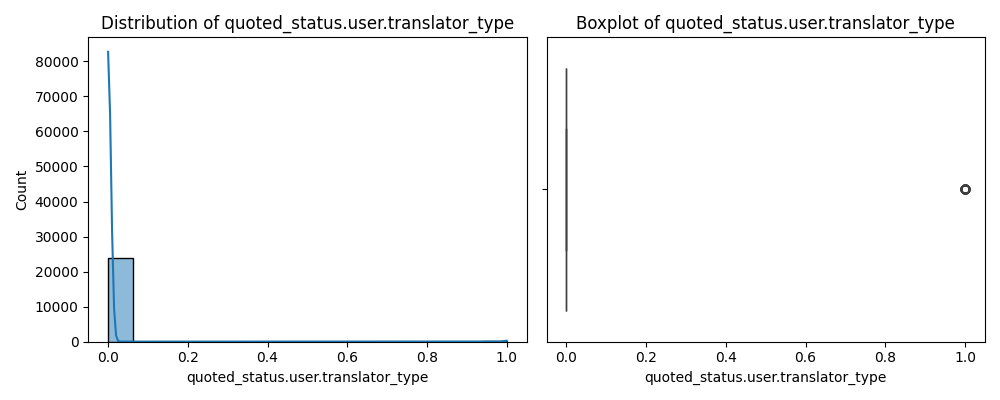 Distribution of quoted_status.user.translator_type
Boxplot of quoted_status.user.translator_type
80000
70000
60000
50000
40000
30000
20000
10000
0
Count
0.0 0.2 0.4 0.6 0.8 1.0
quoted_status.user.translator_type
0.0 0.2 0.4 0.6 0.8 1.0
quoted_status.user.translator_type